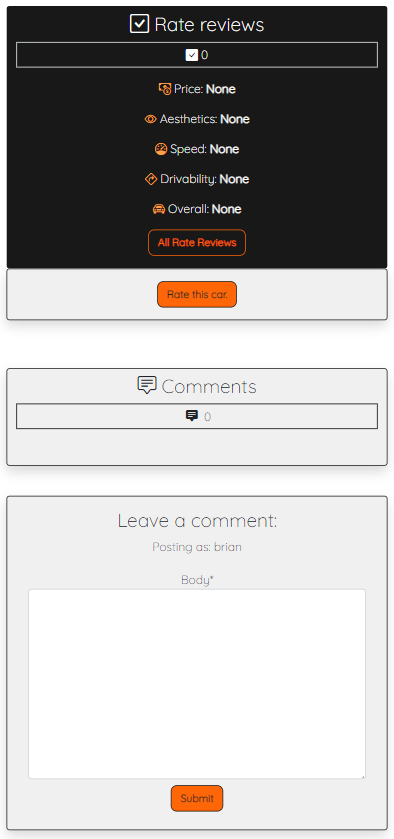 Rate reviews
0
Price: None
Aesthetics: None
Speed: None
Drivability: None
Overall: None
All Rate Reviews
Rate this car.
Comments
0
Leave a comment:
Posting as: brian
Body*
Submit